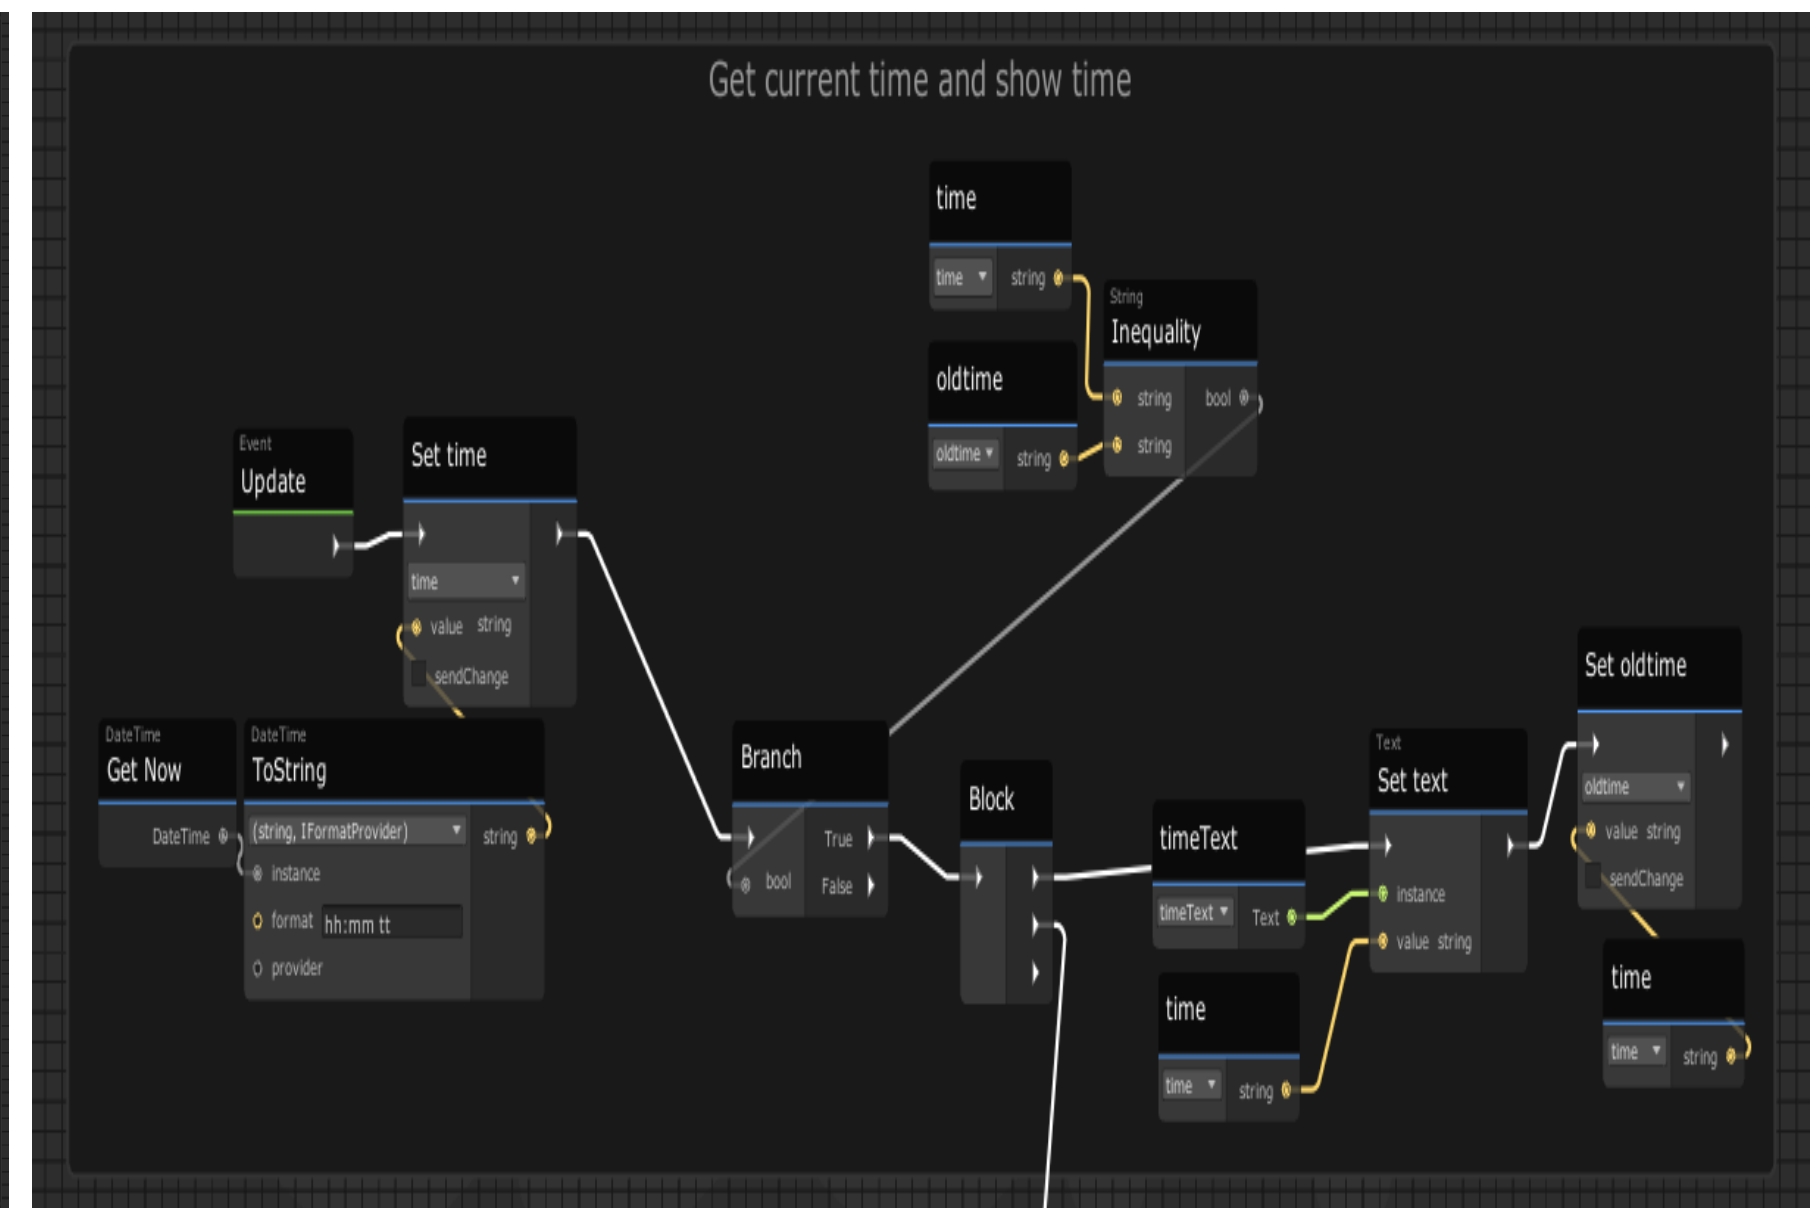 Get current time and show time
time
time
string
String
Inequality
string
bool
string
oldtime
oldtime
string
Event
Update
Set time
time
value string
sendChange
DateTime
Get Now
DateTime
DateTime
ToString
(string, IFormatProvider)
string
instance
format hh:mm tt
provider
Branch
True
bool
False
Block
timeText
timeText
Text
time
time
string
Text
Set text
instance
value string
Set oldtime
oldtime
value string
sendChange
time
time
string